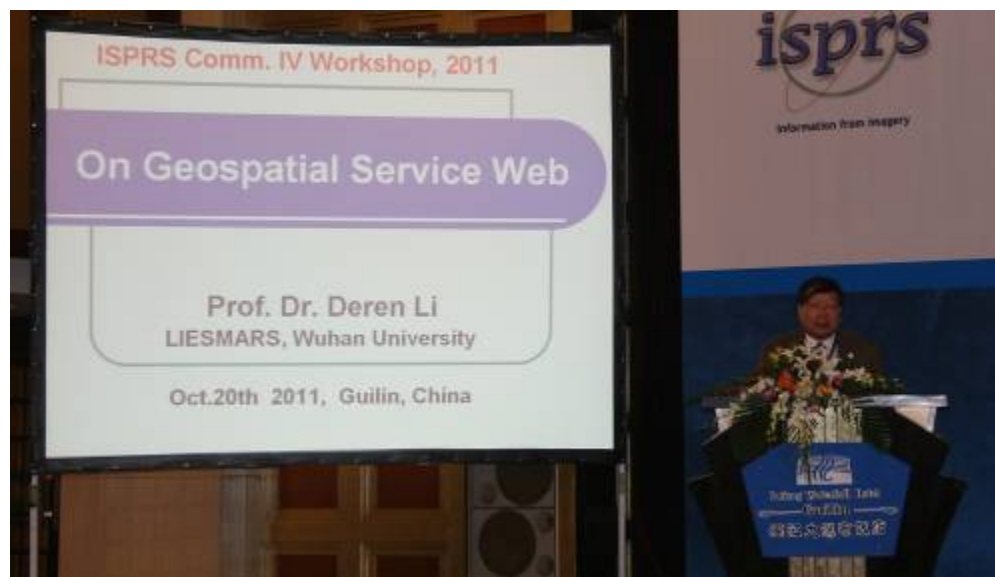 ISPRS Comm. IV Workshop, 2011
On Geospatial Service Web
Prof. Dr. Deren Li
LIESMARS, Wuhan University
Oct.20th 2011, Guilin, China
isprs
information from imagery